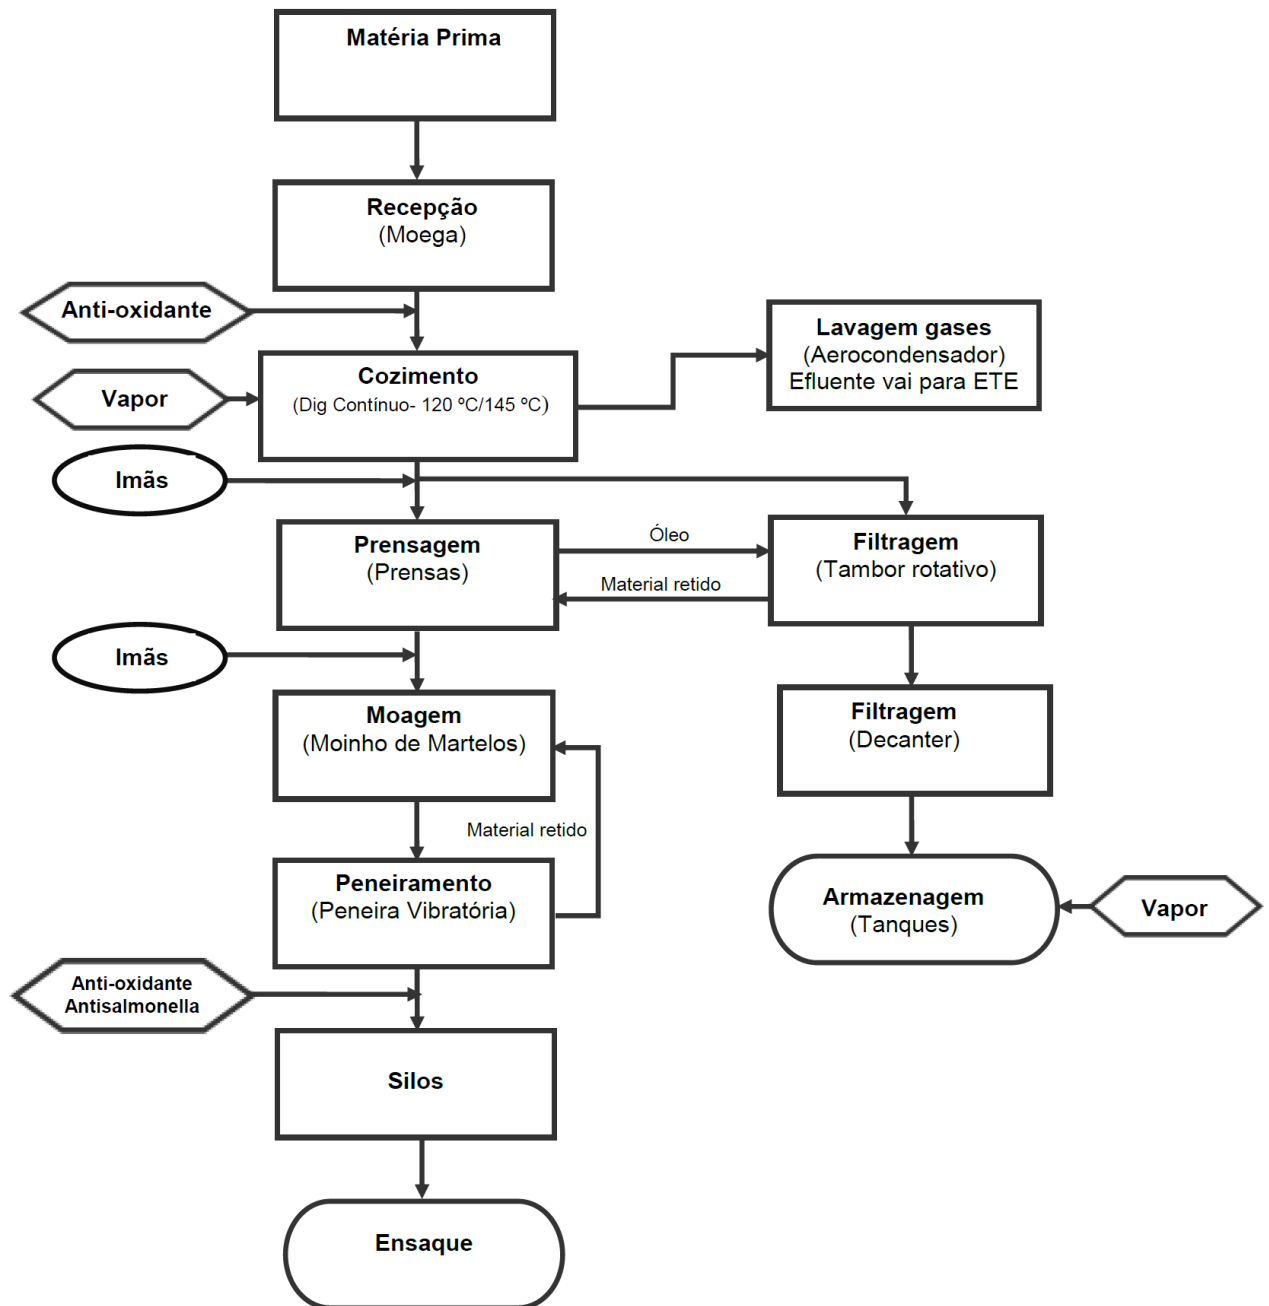 Matéria Prima
Recepção
(Moega)
Anti-oxidante
Lavagem gases
(Aerocondensador)
Efluente vai para ETE
Cozimento
(Dig Contínuo- 120 ºC/145 ºC)
Vapor
Imãs
Prensagem
(Prensas)
Óleo
Material retido
Filtragem
(Tambor rotativo)
Imãs
Moagem
(Moinho de Martelos)
Filtragem
(Decanter)
Material retido
Peneiramento
(Peneira Vibratória)
Armazenagem
(Tanques)
Vapor
Anti-oxidante
Antisalmonella
Silos
Ensaque